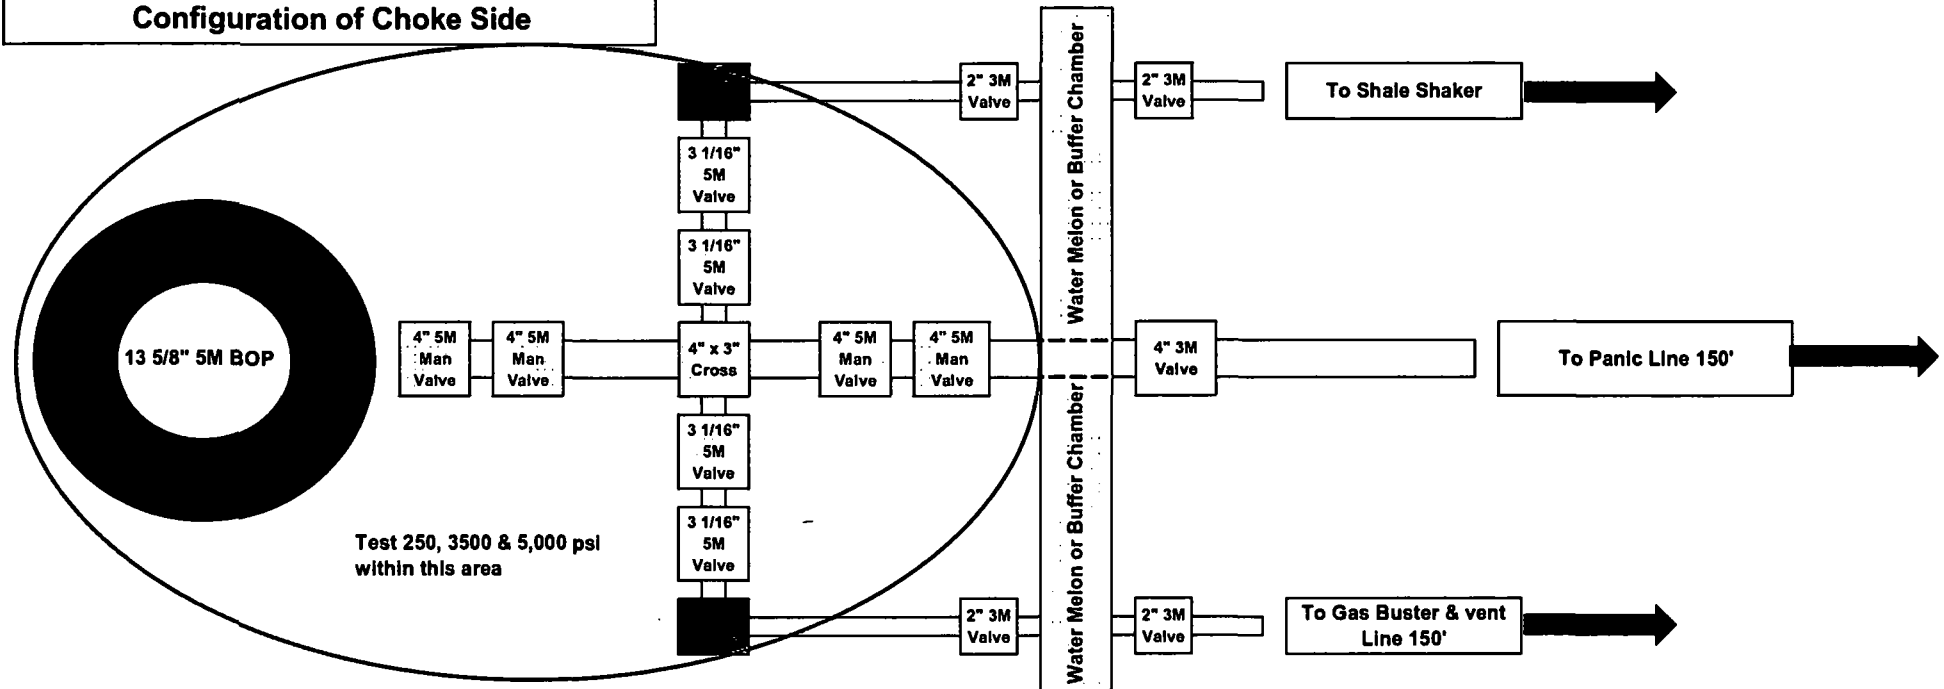 Configuration of Choke Side
2" 3M
Valve
Water Melon or Buffer Chamber
2" 3M
Valve
To Shale Shaker
3 1/16"
5M
Valve
3 1/16"
5M
Valve
13 5/8" 5M BOP
4" 5M
Man
Valve
4" 5M
Man
Valve
4" x 3"
Cross
4" 5M
Man
Valve
4" 5M
Man
Valve
4" 3M
Valve
To Panic Line 150'
3 1/16"
5M
Valve
3 1/16"
5M
Valve
Test 250, 3500 & 5,000 psi
within this area
2" 3M
Valve
Water Melon or Buffer Chamber
2" 3M
Valve
To Gas Buster & vent
Line 150'